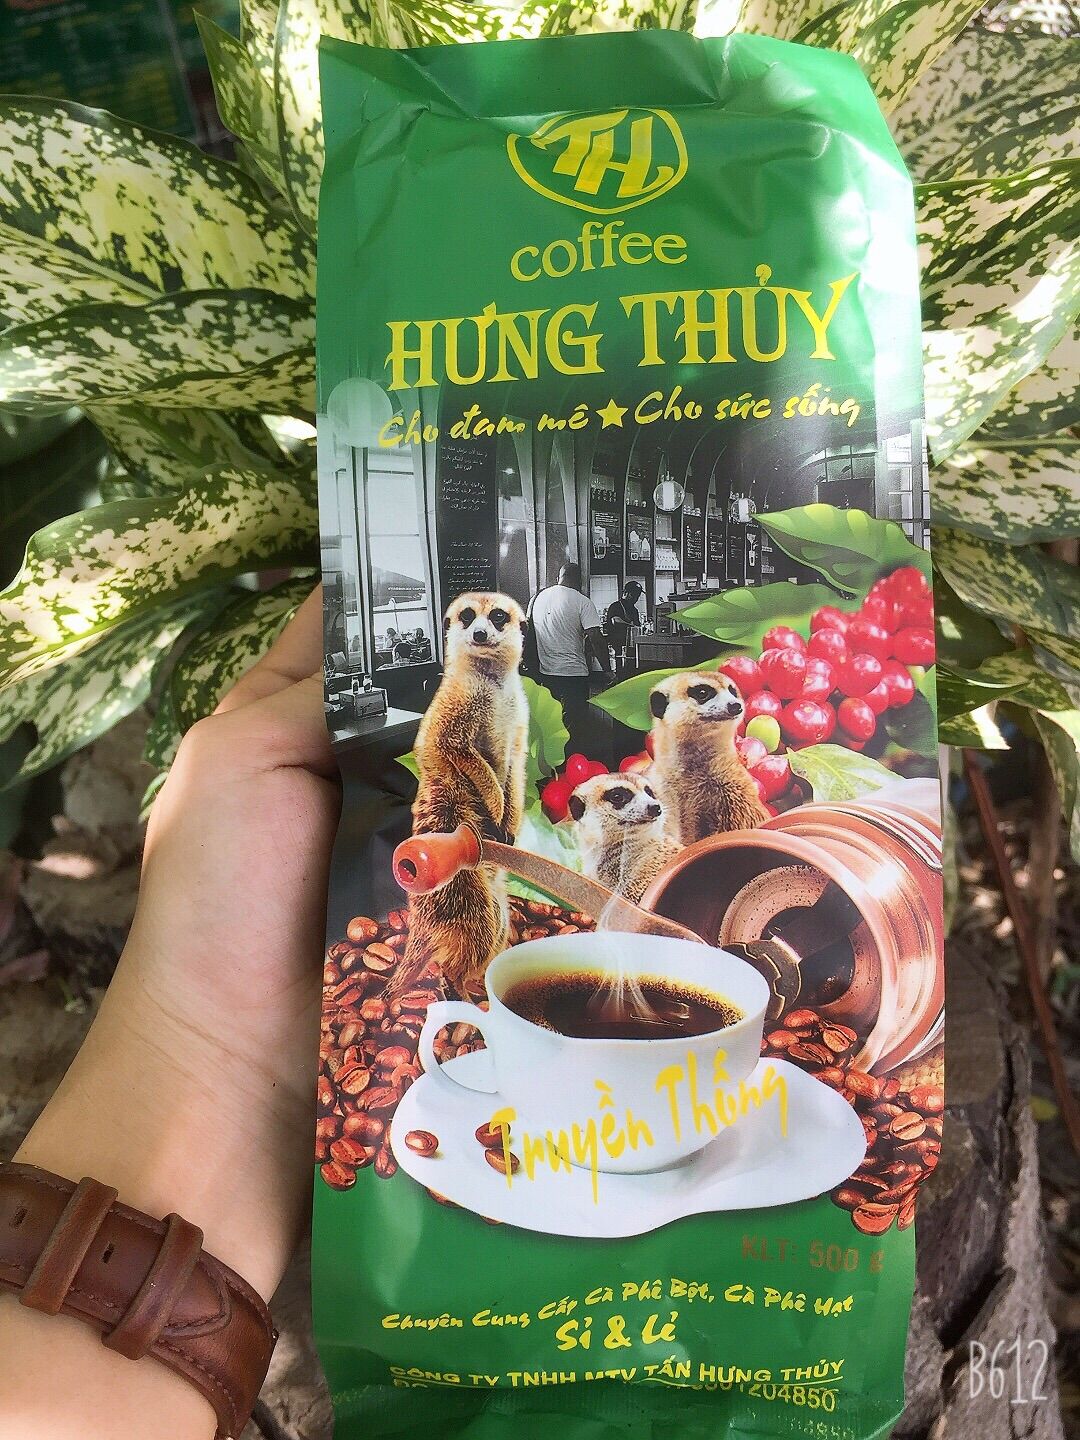 TH
coffee
HƯNG THỦY
Cho đam mê ★ Cho sức sống
Truyền Thống
KLT: 500 g
Chuyên Cung Cấp Cà Phê Bột, Cà Phê Hạt
Sỉ & Lẻ
CÔNG TY TNHH MTV TẤN HƯNG THỦY
B612